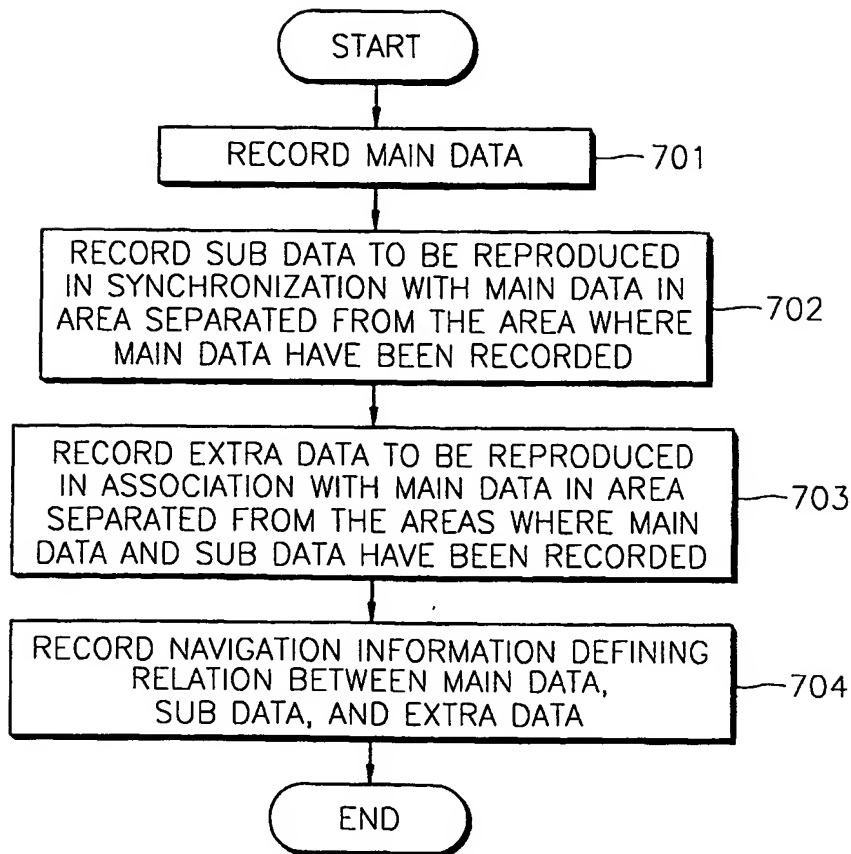 START
RECORD MAIN DATA
701
RECORD SUB DATA TO BE REPRODUCED
IN SYNCHRONIZATION WITH MAIN DATA IN
AREA SEPARATED FROM THE AREA WHERE
MAIN DATA HAVE BEEN RECORDED
702
RECORD EXTRA DATA TO BE REPRODUCED
IN ASSOCIATION WITH MAIN DATA IN AREA
SEPARATED FROM THE AREAS WHERE MAIN
DATA AND SUB DATA HAVE BEEN RECORDED
703
RECORD NAVIGATION INFORMATION DEFINING
RELATION BETWEEN MAIN DATA,
SUB DATA, AND EXTRA DATA
704
END